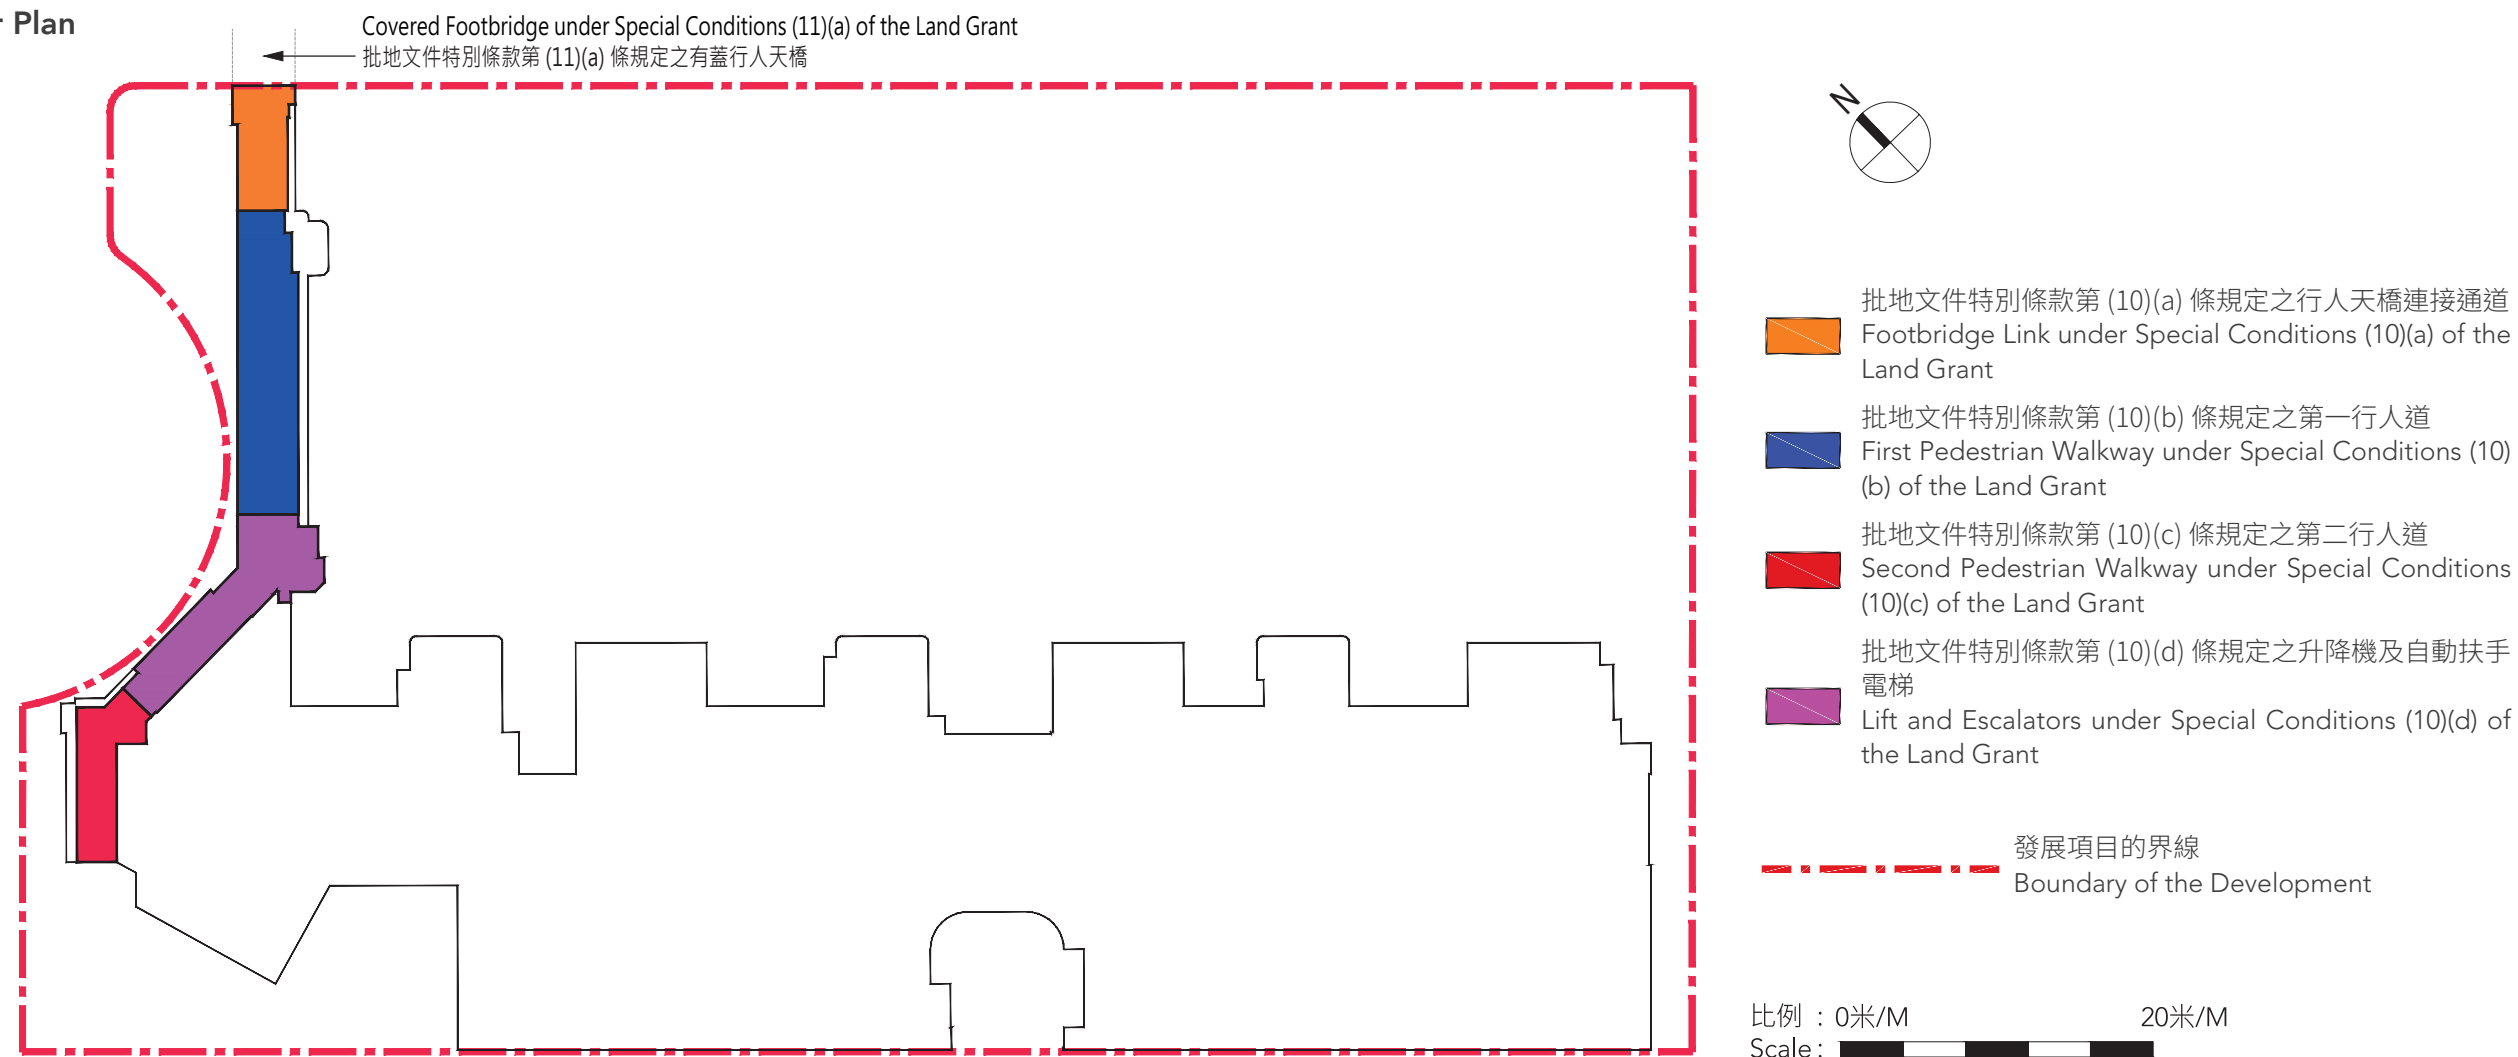 Plan
Covered Footbridge under Special Conditions (11)(a) of the Land Grant
批地文件特別條款第 (11)(a) 條規定之有蓋行人天橋
N
批地文件特別條款第 (10)(a) 條規定之行人天橋連接通道
Footbridge Link under Special Conditions (10)(a) of the
Land Grant
批地文件特別條款第 (10)(b) 條規定之第一行人道
First Pedestrian Walkway under Special Conditions (10)
(b) of the Land Grant
批地文件特別條款第 (10)(c) 條規定之第二行人道
Second Pedestrian Walkway under Special Conditions
(10)(c) of the Land Grant
批地文件特別條款第 (10)(d) 條規定之升降機及自動扶手
電梯
Lift and Escalators under Special Conditions (10)(d) of
the Land Grant
發展項目的界線
Boundary of the Development
比例 : 0米/M 20米/M
Scale :